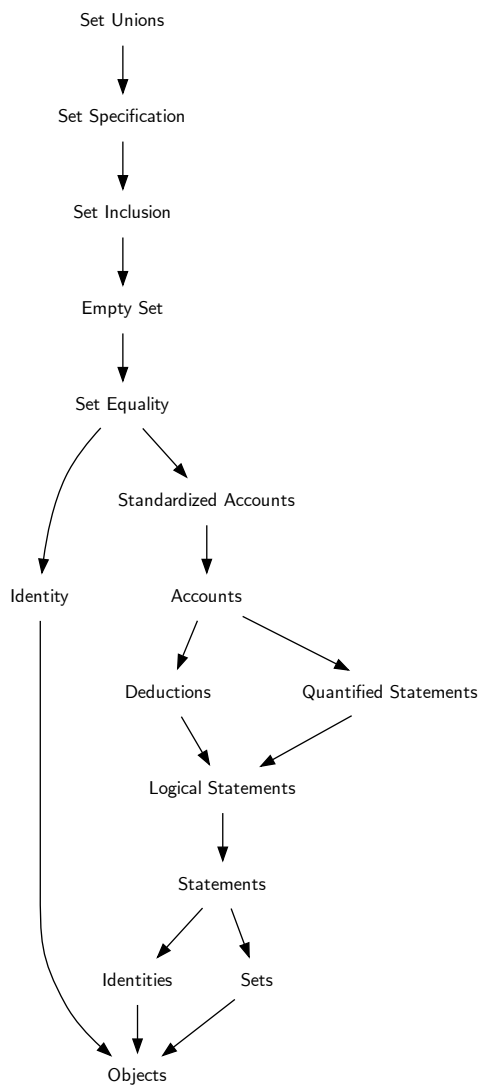 Set Unions
Set Specification
Set Inclusion
Empty Set
Set Equality
Standardized Accounts
Identity
Accounts
Deductions
Quantified Statements
Logical Statements
Statements
Identities
Sets
Objects